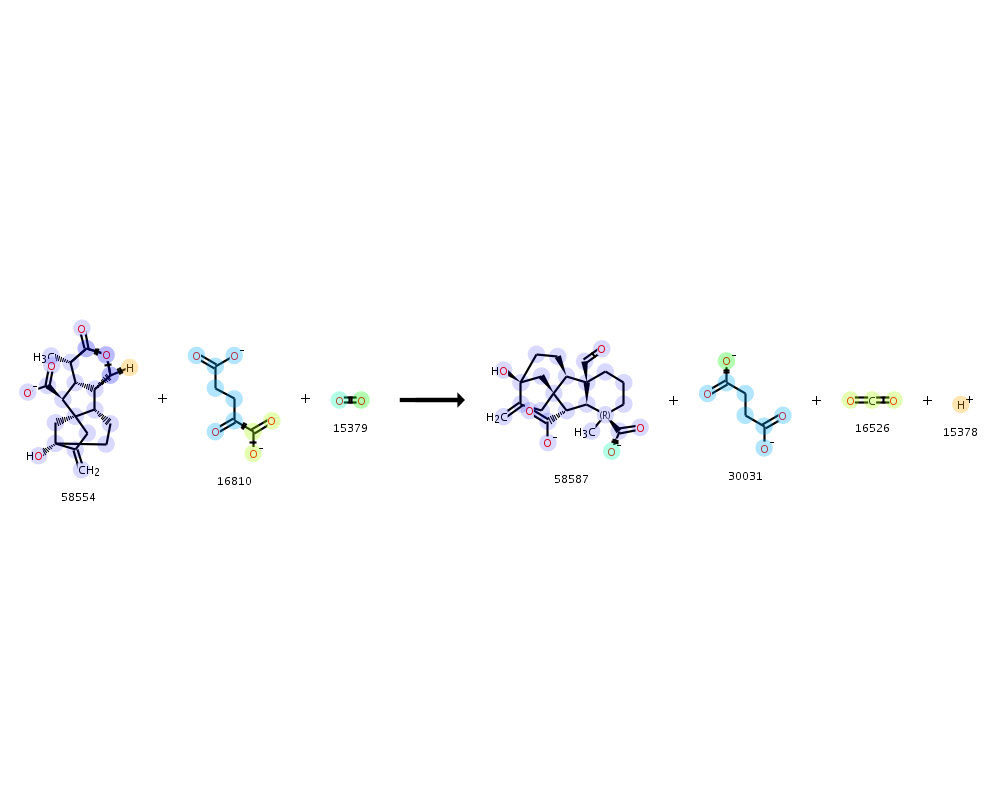 O
H₃C O O
O H
O⁻
HO CH₂
58554
+
O O⁻
O O
O⁻
16810
+
O O
15379
O
HO
H₂C O (R) O
O⁻ H₃C O⁻
58587
+
O⁻
O O
O⁻
30031
+
O C O
16526
+
H⁺
15378